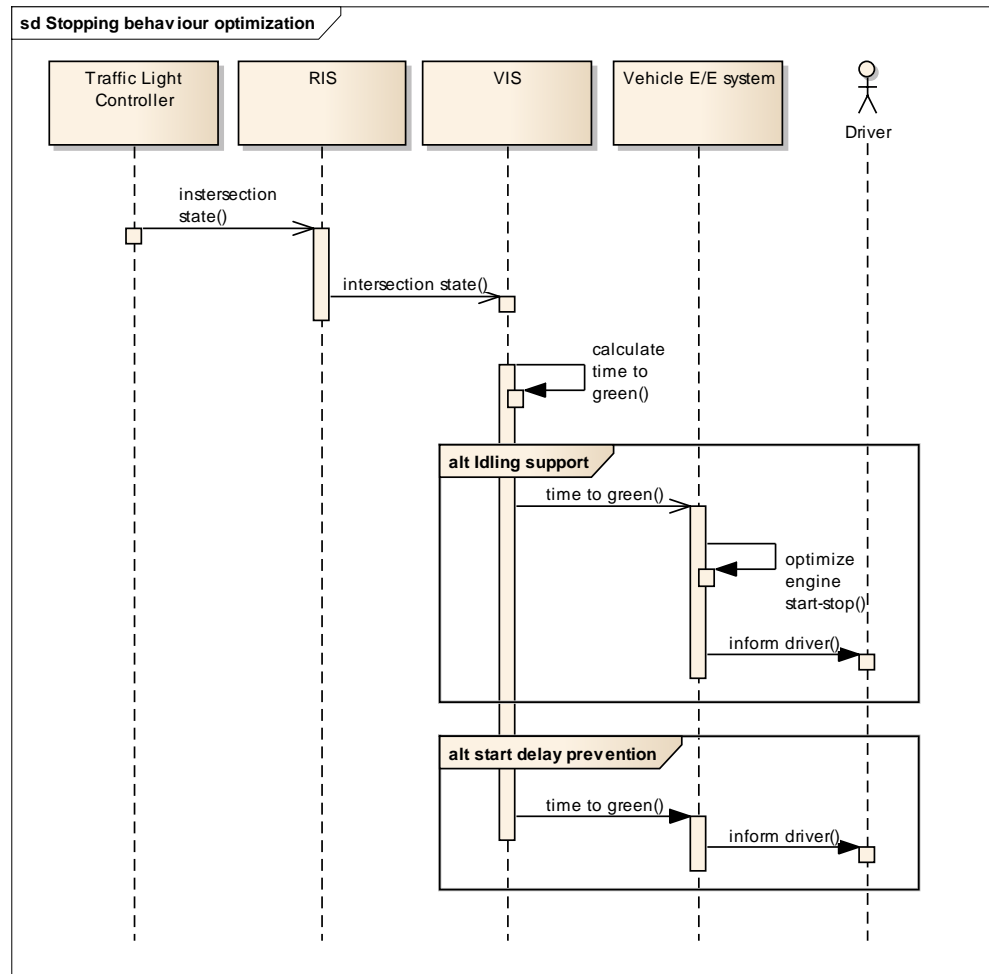 sd Stopping behaviour optimization
Traffic Light
Controller
RIS
VIS
Vehicle E/E system
Driver
instersection
state()
intersection state()
calculate
time to
green()
alt Idling support
time to green()
optimize
engine
start-stop()
inform driver()
alt start delay prevention
time to green()
inform driver()